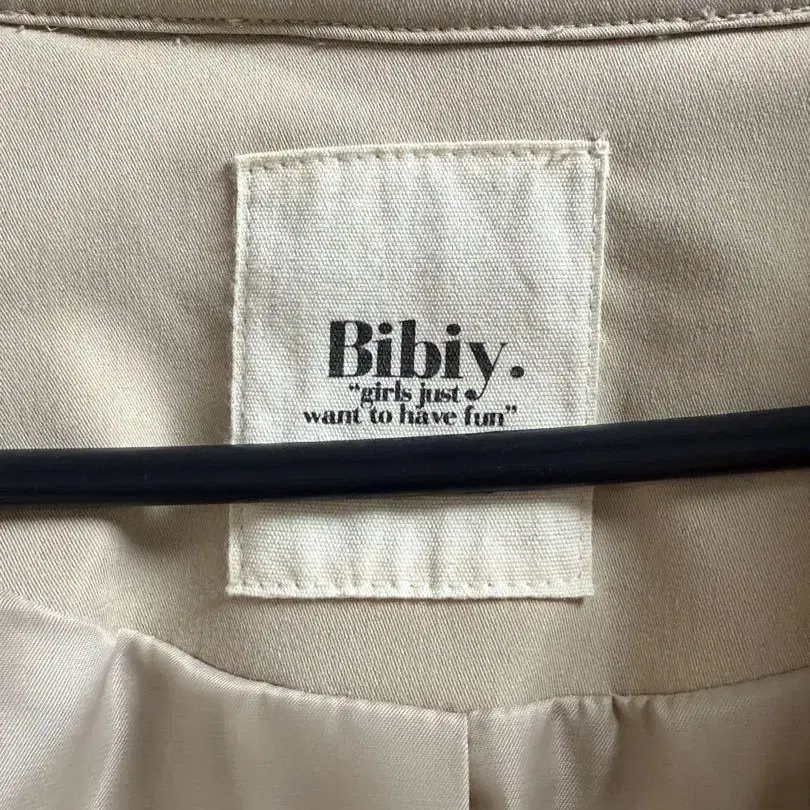 Bibiy.
“girls just
want to have fun”